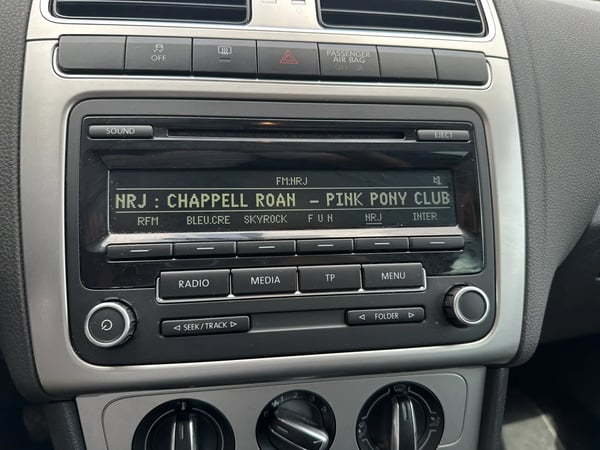 OFF
PASSENGER
AIR BAG
SOUND
EJECT
FM:NRJ
NRJ : CHAPPELL ROAN - PINK PONY CLUB
RFM BLEU.CRE SKYROCK F U N NRJ INTER
RADIO MEDIA TP MENU
SEEK/TRACK FOLDER